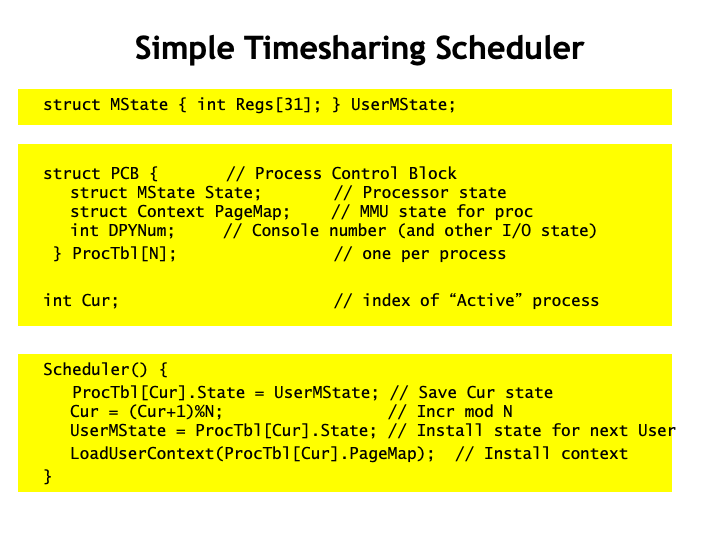 Simple Timesharing Scheduler
struct MState { int Regs[31]; } UserMState;
struct PCB { // Process Control Block
struct MState State; // Processor state
struct Context PageMap; // MMU state for proc
int DPYNum; // Console number (and other I/O state)
} ProcTbl[N]; // one per process
int Cur; // index of “Active” process
Scheduler() {
ProcTbl[Cur].State = UserMState; // Save Cur state
Cur = (Cur+1)%N; // Incr mod N
UserMState = ProcTbl[Cur].State; // Install state for next User
LoadUserContext(ProcTbl[Cur].PageMap); // Install context
}